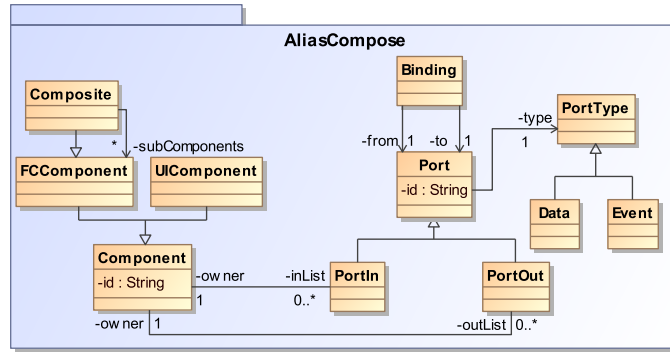 AliasCompose
Binding
Composite
PortType
-type
1
*
-subComponents
-from
1
-to
1
FCComponent
UIComponent
Port
-id : String
Data
Event
Component
-id : String
-owner
1
-inList
0..*
PortIn
PortOut
-owner
1
-outList
0..*